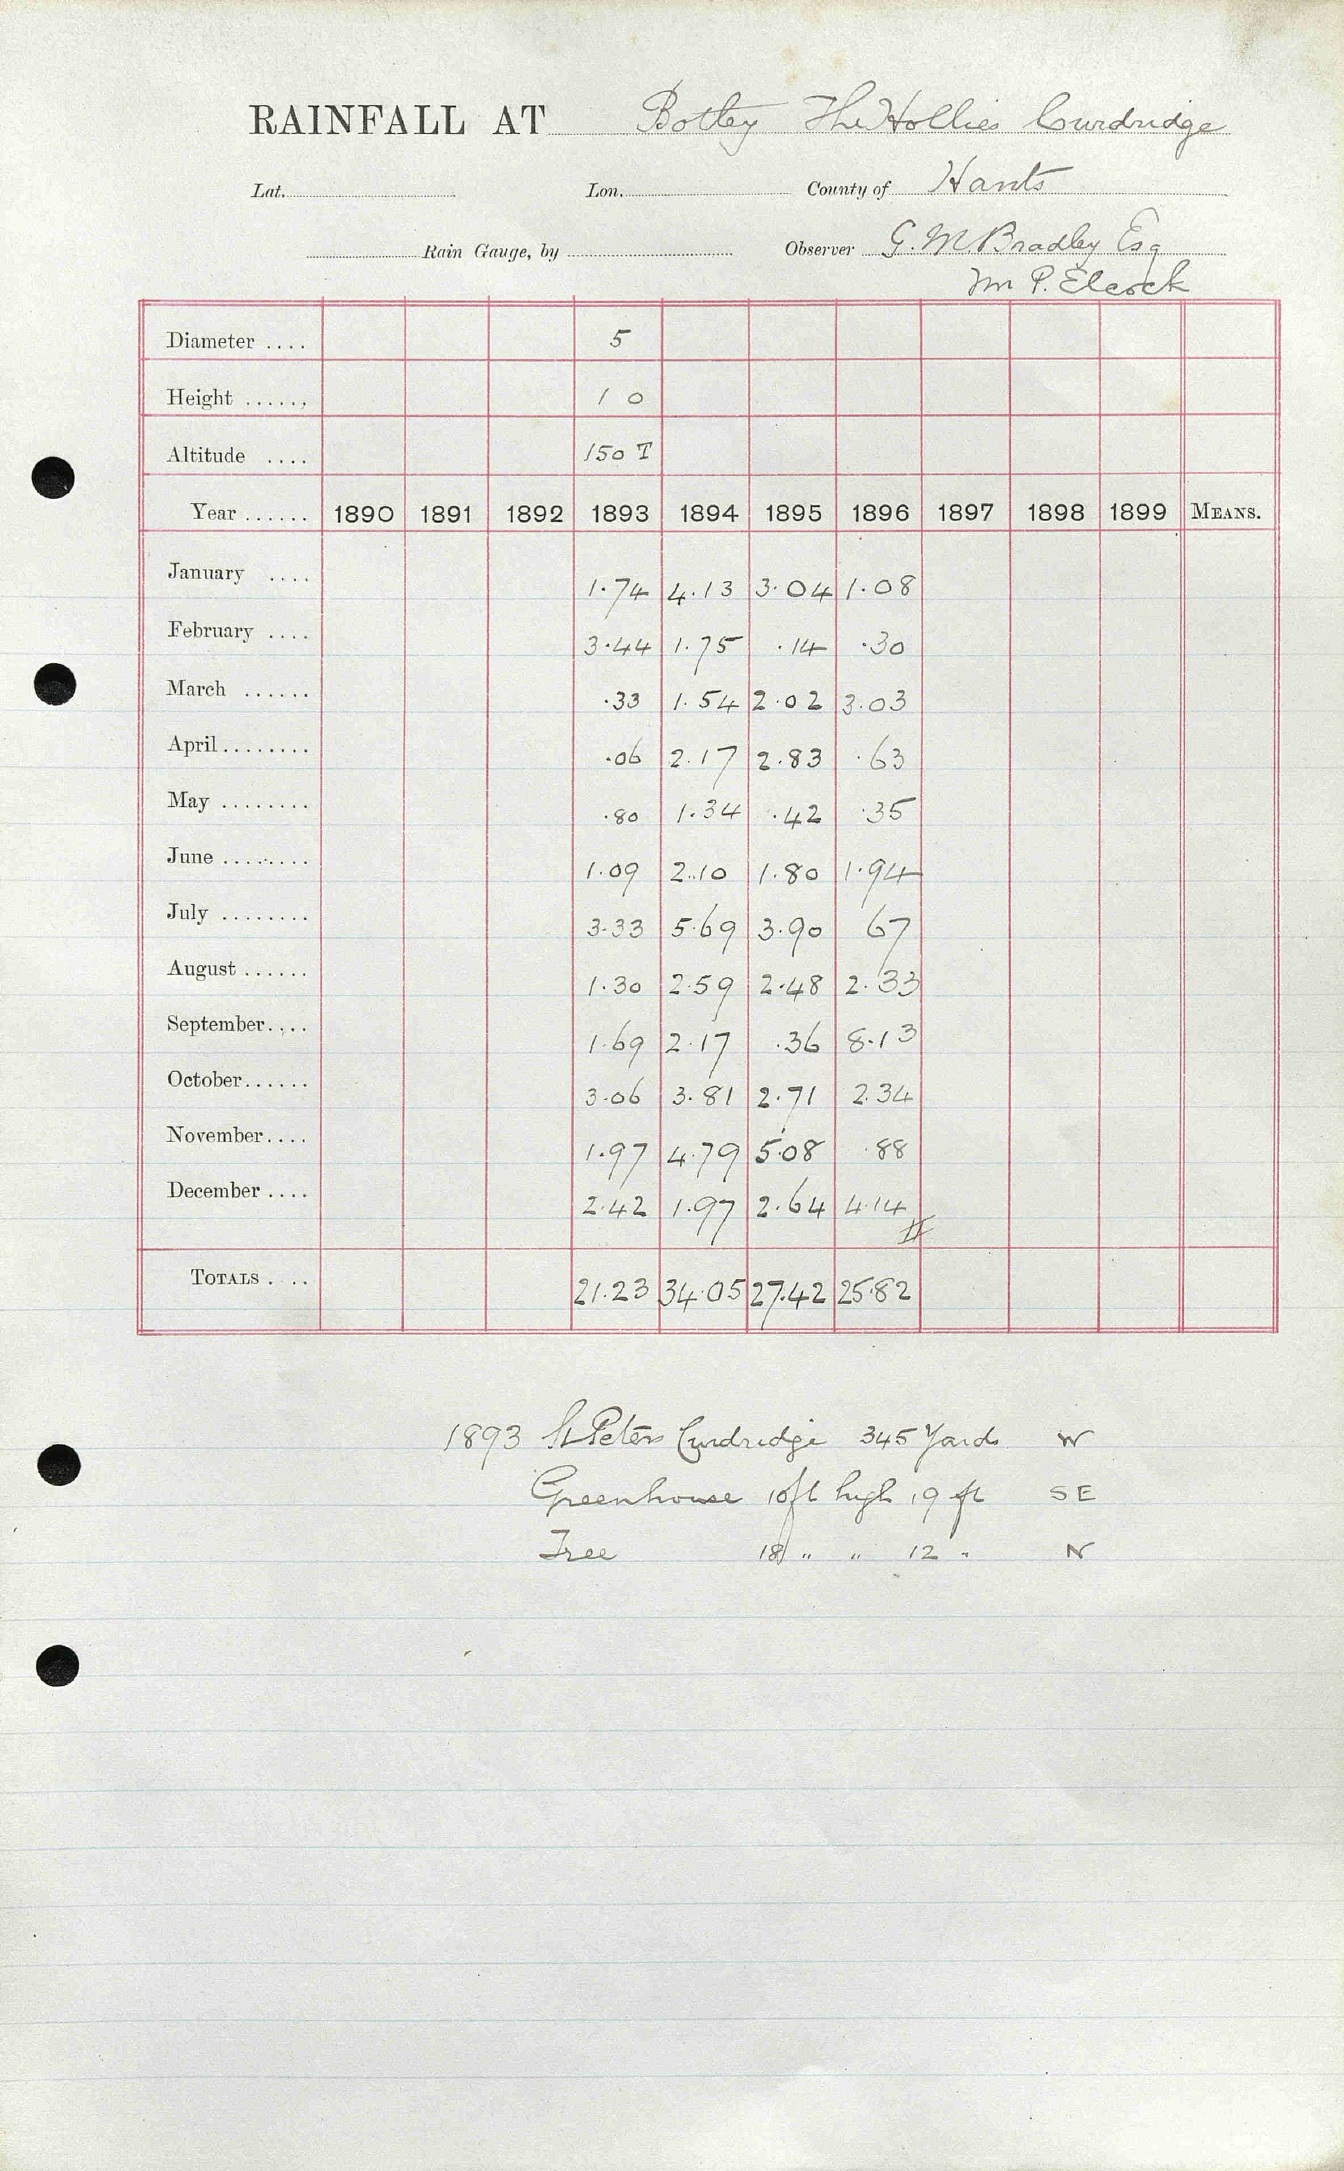 RAINFALL AT Botley The Hollies Curdridge
Lat. Lon. County of Hants
Rain Gauge, by Observer G. M. Bradley Esq
Mr P. Elcock
Diameter .... 5
Height ...... 1 0
Altitude .... 150 T
Year ...... 1890 1891 1892 1893 1894 1895 1896 1897 1898 1899 MEANS.
January .... 1.74 4.13 3.04 1.08
February .... 3.44 1.75 .14 .30
March ...... .33 1.54 2.02 3.03
April ........ .06 2.17 2.83 .63
May ........ .80 1.34 .42 .35
June ........ 1.09 2.10 1.80 1.94
July ........ 3.33 5.69 3.90 67
August ...... 1.30 2.59 2.48 2.33
September.... 1.69 2.17 .36 8.13
October...... 3.06 3.81 2.71 2.34
November.... 1.97 4.79 5.08 .88
December .... 2.42 1.97 2.64 4.14
TOTALS . .. 21.23 34.05 27.42 25.82
1893 St Peters Curdridge 345 Yards W
Greenhouse 10ft high 19 ft SE
Tree 18 " " 12 " N